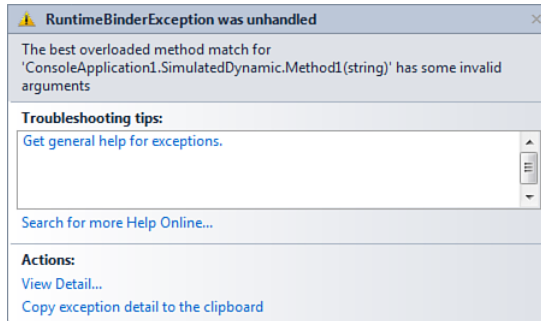 RuntimeBinderException was unhandled
The best overloaded method match for
'ConsoleApplication1.SimulatedDynamic.Method1(string)' has some invalid
arguments
Troubleshooting tips:
Get general help for exceptions.
Search for more Help Online...
Actions:
View Detail...
Copy exception detail to the clipboard